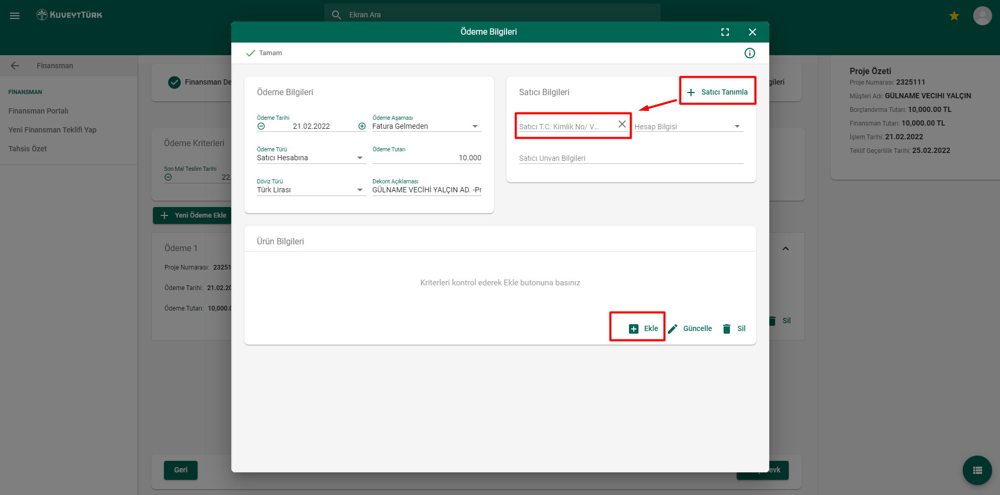 KUVEYTTÜRK
Ekran Ara
Finansman
FİNANSMAN
Finansman Portalı
Yeni Finansman Teklifi Yap
Tahsis Özet
Finansman De
gileri
Ödeme Kriterleri
Son Mal Teslim Tarihi
22.
Yeni Ödeme Ekle
Ödeme 1
Proje Numarası: 23251
Ödeme Tarihi: 21.02.20
Ödeme Tutarı: 10,000.0
Sil
Geri
evk
Ödeme Bilgileri
Tamam
Ödeme Bilgileri
Ödeme Tarihi
21.02.2022
Ödeme Aşaması
Fatura Gelmeden
Ödeme Türü
Satıcı Hesabına
Ödeme Tutarı
10.000
Döviz Türü
Türk Lirası
Dekont Açıklaması
GÜLNAME VECİHİ YALÇIN AD. -Pr
Satıcı Bilgileri
Satıcı Tanımla
Satıcı T.C. Kimlik No/ V...
Hesap Bilgisi
Satıcı Unvan Bilgileri
Ürün Bilgileri
Kriterleri kontrol ederek Ekle butonuna basınız
Ekle
Güncelle
Sil
Proje Özeti
Proje Numarası: 2325111
Müşteri Adı: GÜLNAME VECIHI YALÇIN
Borçlandırma Tutarı: 10,000.00 TL
Finansman Tutarı: 10,000.00 TL
İşlem Tarihi: 21.02.2022
Teklif Geçerlilik Tarihi: 25.02.2022